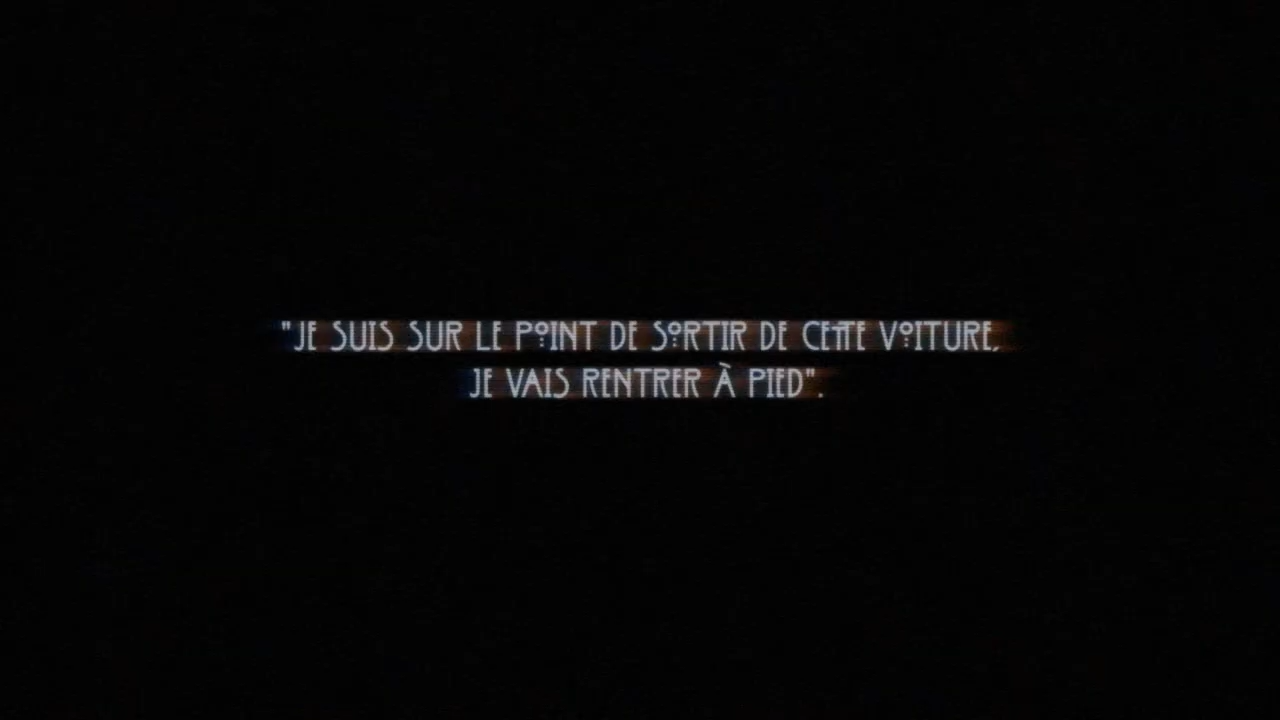 "JE SUIS SUR LE POINT DE SORTIR DE CETTE VOITURE,
JE VAIS RENTRER À PIED".